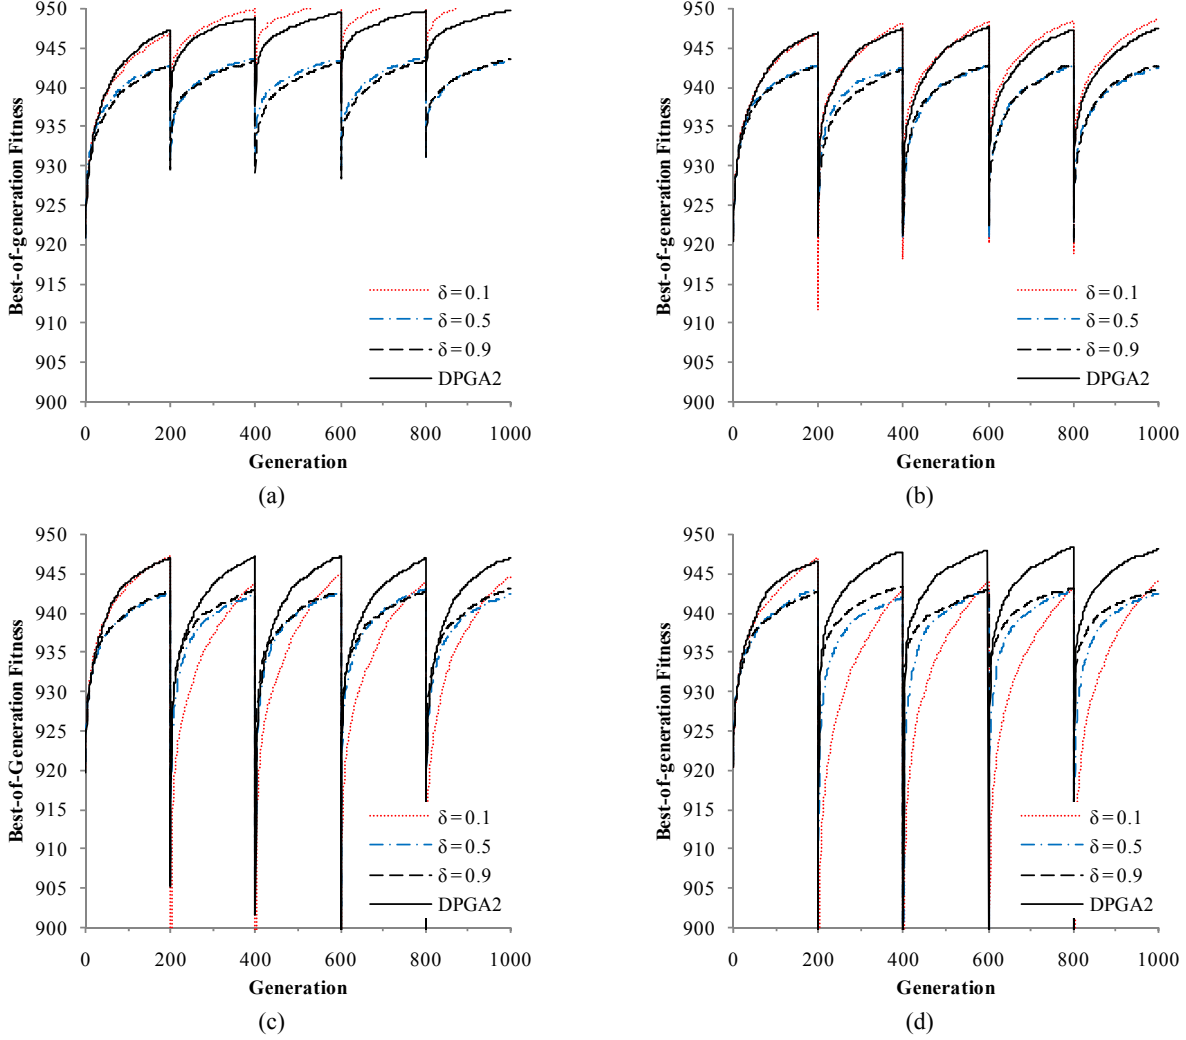 950
945
940
935
930
925
920
915
910
905
900
Best-of-generation Fitness
δ = 0.1
δ = 0.5
δ = 0.9
DPGA2
0 200 400 600 800 1000
Generation
(a)
950
945
940
935
930
925
920
915
910
905
900
Best-of-generation Fitness
δ = 0.1
δ = 0.5
δ = 0.9
DPGA2
0 200 400 600 800 1000
Generation
(b)
950
945
940
935
930
925
920
915
910
905
900
Best-of-Generation Fitness
δ = 0.1
δ = 0.5
δ = 0.9
DPGA2
0 200 400 600 800 1000
Generation
(c)
950
945
940
935
930
925
920
915
910
905
900
Best-of-generation Fitness
δ = 0.1
δ = 0.5
δ = 0.9
DPGA2
0 200 400 600 800 1000
Generation
(d)